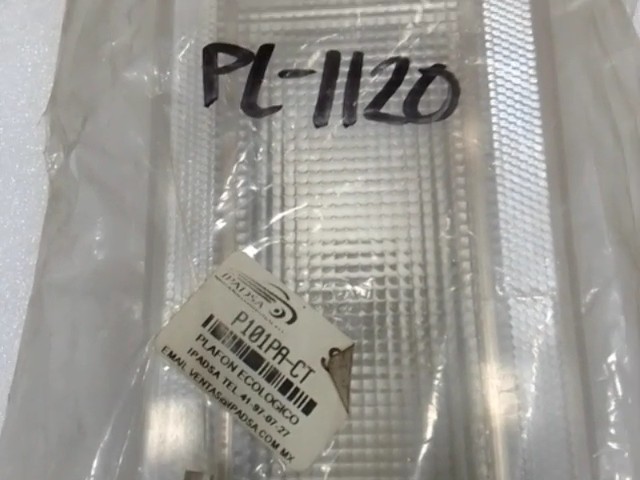 PL-1120
IPADSA
P101PA-CT
PLAFON ECOLOGICO
IPADSA TEL 41 97.07.27
EMAIL VENTAS@IPADSA.COM.MX